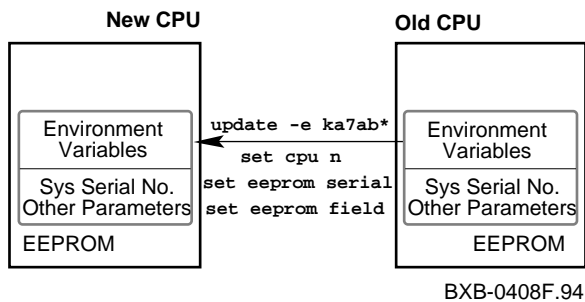 New CPU
Old CPU
Environment
Variables
Sys Serial No.
Other Parameters
EEPROM
update -e ka7ab*
set cpu n
set eeprom serial
set eeprom field
Environment
Variables
Sys Serial No.
Other Parameters
EEPROM
BXB-0408F.94